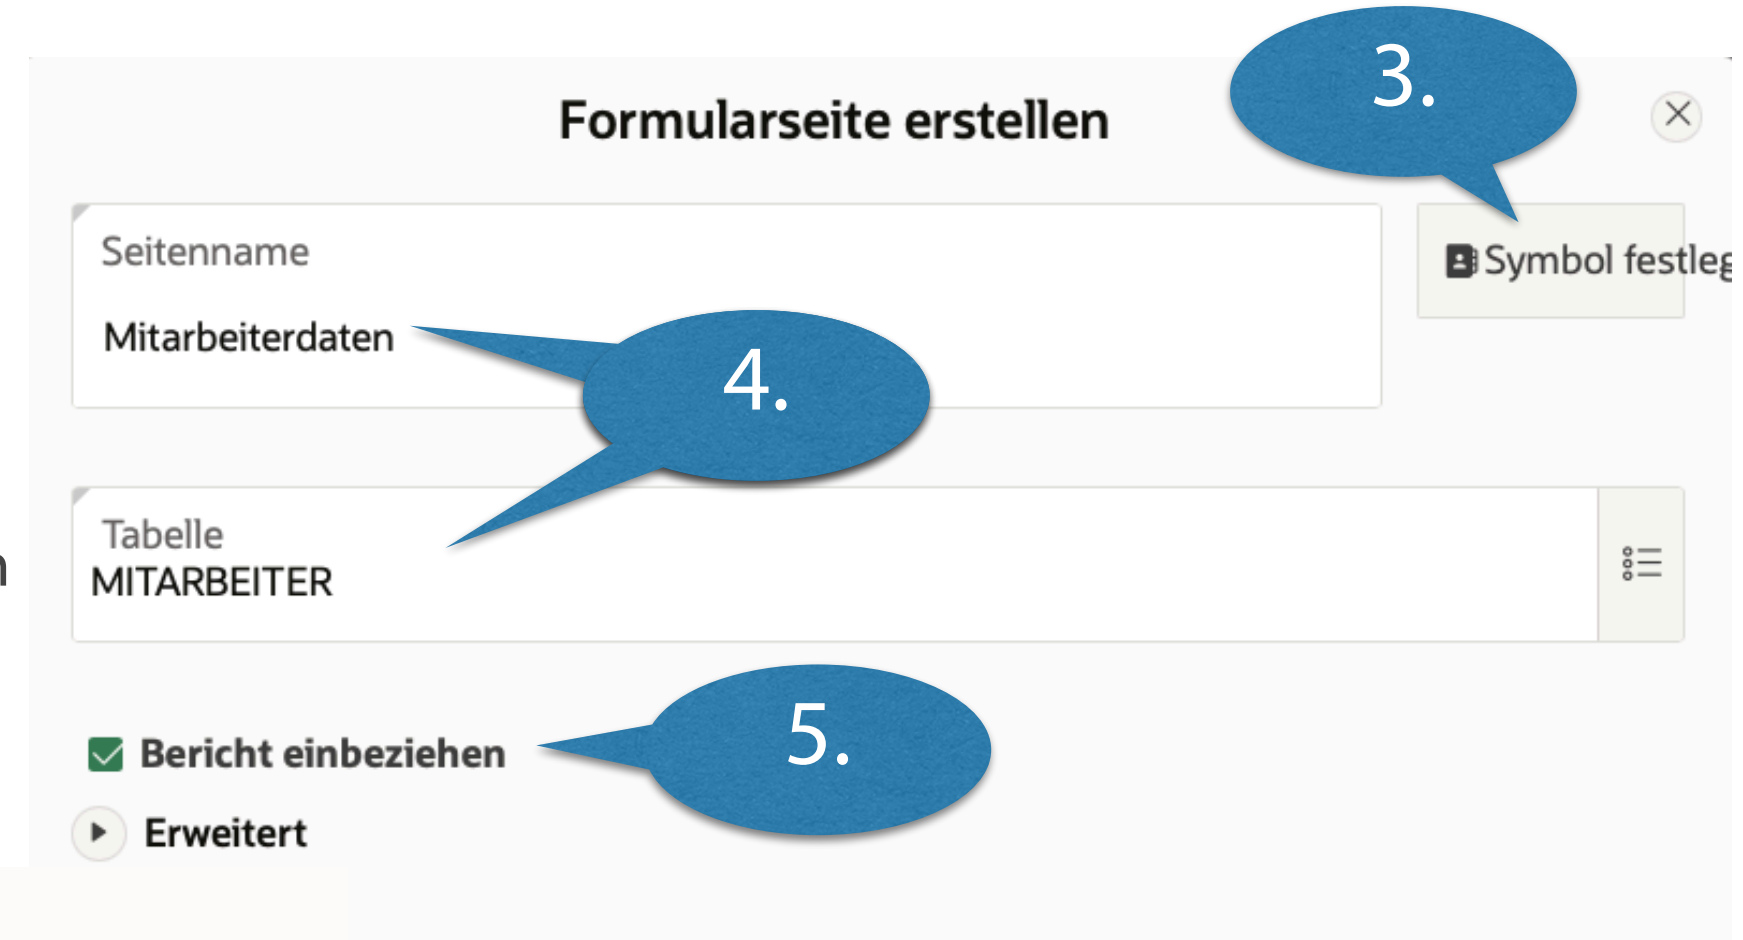 3.
Formularseite erstellen
Seitenname
Symbol festleg
Mitarbeiterdaten
4.
Tabelle
MITARBEITER
n
5.
Bericht einbeziehen
Erweitert